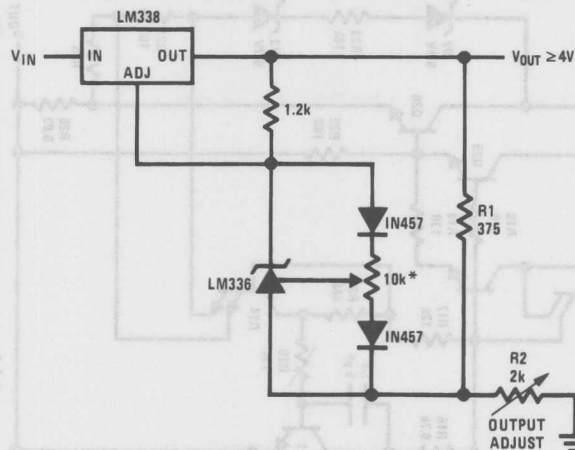 LM338
VIN
IN
OUT
VOUT ≥ 4V
ADJ
1.2k
IN457
R1
375
LM336
10k*
IN457
R2
2k
OUTPUT
ADJUST